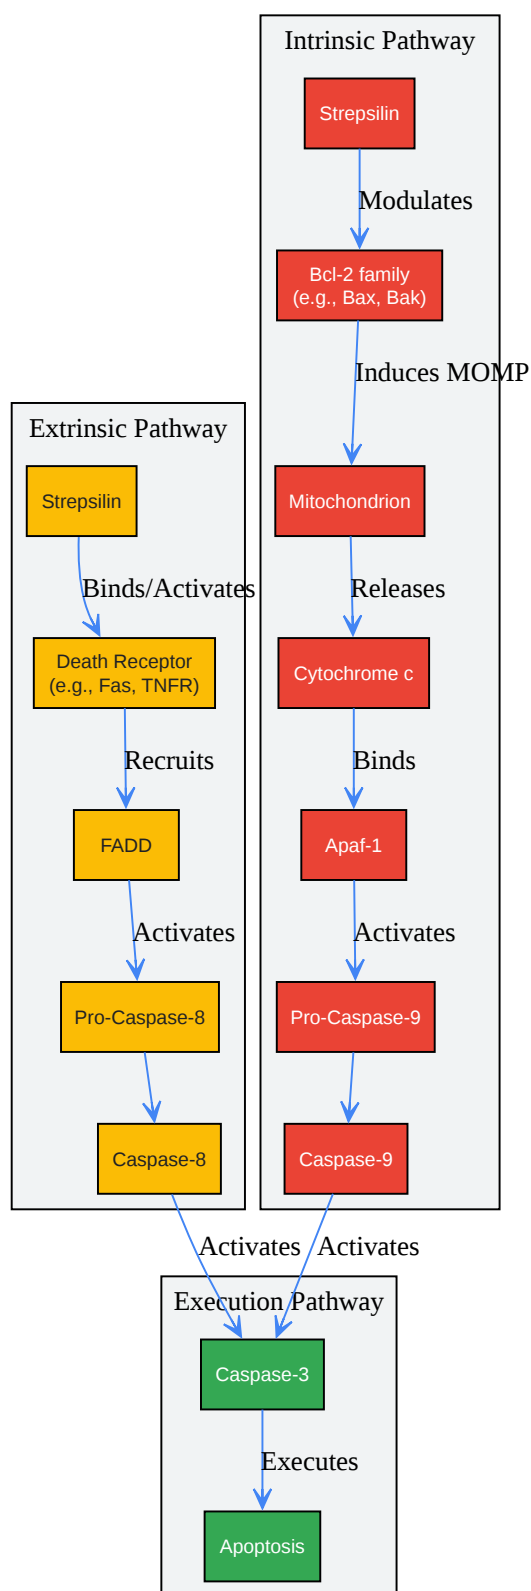 Intrinsic Pathway
Strepsilin
Modulates
Bcl-2 family
(e.g., Bax, Bak)
Induces MOMP
Mitochondrion
Releases
Cytochrome c
Binds
Apaf-1
Activates
Pro-Caspase-9
Caspase-9
Activates
Extrinsic Pathway
Strepsilin
Binds/Activates
Death Receptor
(e.g., Fas, TNFR)
Recruits
FADD
Activates
Pro-Caspase-8
Caspase-8
Activates
Execution Pathway
Caspase-3
Executes
Apoptosis